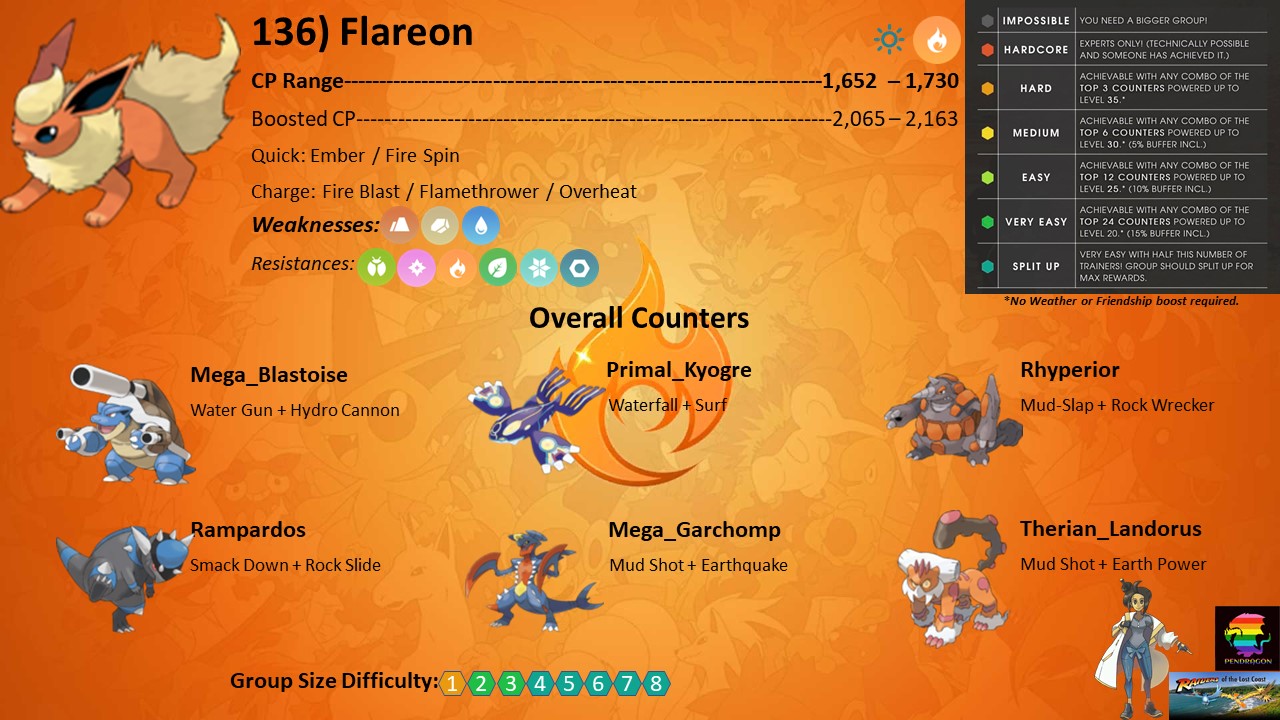 136) Flareon
CP Range--------------------------------------------------------------------1,652 – 1,730
Boosted CP--------------------------------------------------------------------2,065 – 2,163
Quick: Ember / Fire Spin
Charge: Fire Blast / Flamethrower / Overheat
Weaknesses:
Resistances:
IMPOSSIBLE YOU NEED A BIGGER GROUP!
HARDCORE EXPERTS ONLY! (TECHNICALLY POSSIBLE
AND SOMEONE HAS ACHIEVED IT.)
HARD ACHIEVABLE WITH ANY COMBO OF THE
TOP 3 COUNTERS POWERED UP TO
LEVEL 35.*
MEDIUM ACHIEVABLE WITH ANY COMBO OF THE
TOP 6 COUNTERS POWERED UP TO
LEVEL 30.* (5% BUFFER INCL.)
EASY ACHIEVABLE WITH ANY COMBO OF THE
TOP 12 COUNTERS POWERED UP TO
LEVEL 25.* (10% BUFFER INCL.)
VERY EASY ACHIEVABLE WITH ANY COMBO OF THE
TOP 24 COUNTERS POWERED UP TO
LEVEL 20.* (15% BUFFER INCL.)
SPLIT UP VERY EASY WITH HALF THIS NUMBER OF
TRAINERS! GROUP SHOULD SPLIT UP FOR
MAX REWARDS.
*No Weather or Friendship boost required.
Overall Counters
Mega_Blastoise
Water Gun + Hydro Cannon
Primal_Kyogre
Waterfall + Surf
Rhyperior
Mud-Slap + Rock Wrecker
Rampardos
Smack Down + Rock Slide
Mega_Garchomp
Mud Shot + Earthquake
Therian_Landorus
Mud Shot + Earth Power
Group Size Difficulty: 1 2 3 4 5 6 7 8
PENDRAGON
RAIDERS of the Lost Coast